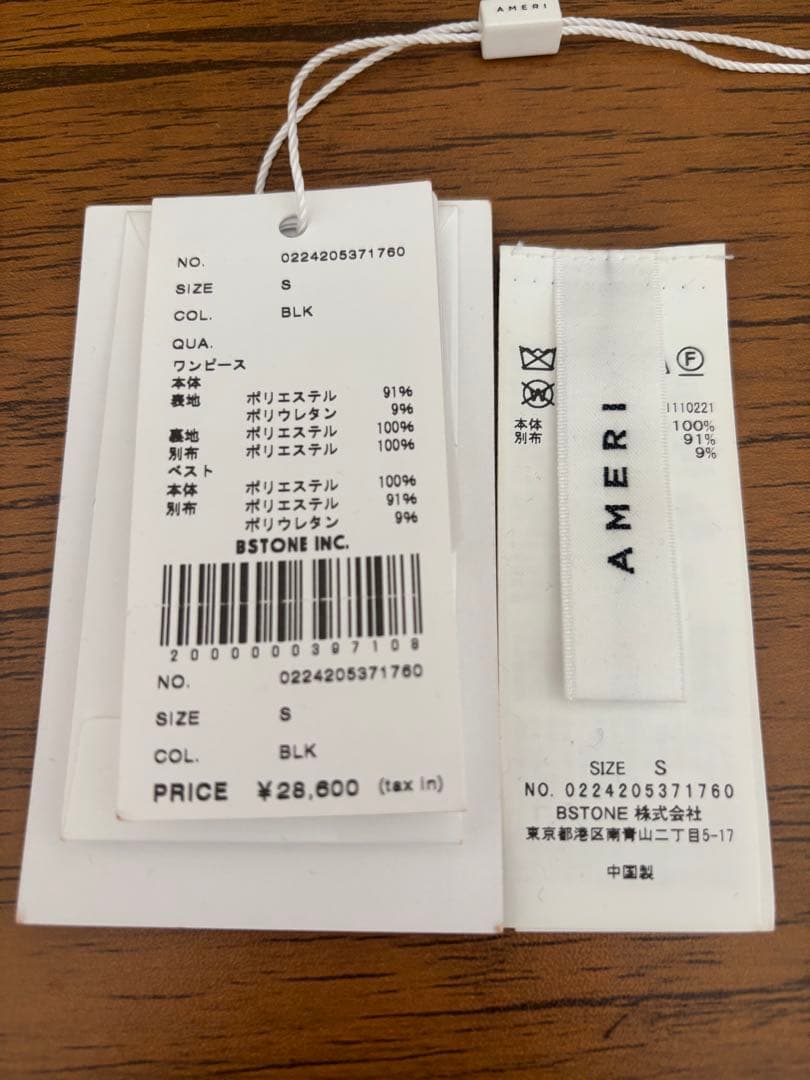 AMERI
NO. 0224205371760
SIZE S
COL. BLK
QUA.
ワンピース
本体
表地 ポリエステル 91%
ポリウレタン 9%
裏地 ポリエステル 100%
別布 ポリエステル 100%
ベスト
本体 ポリエステル 100%
別布 ポリエステル 91%
ポリウレタン 9%
BSTONE INC.
2000000397108
NO. 0224205371760
SIZE S
COL. BLK
PRICE ¥28,600 (tax in)
W
F
1110221
本体 100%
別布 91%
9%
AMERI
SIZE S
NO. 0224205371760
BSTONE 株式会社
東京都港区南青山二丁目5-17
中国製